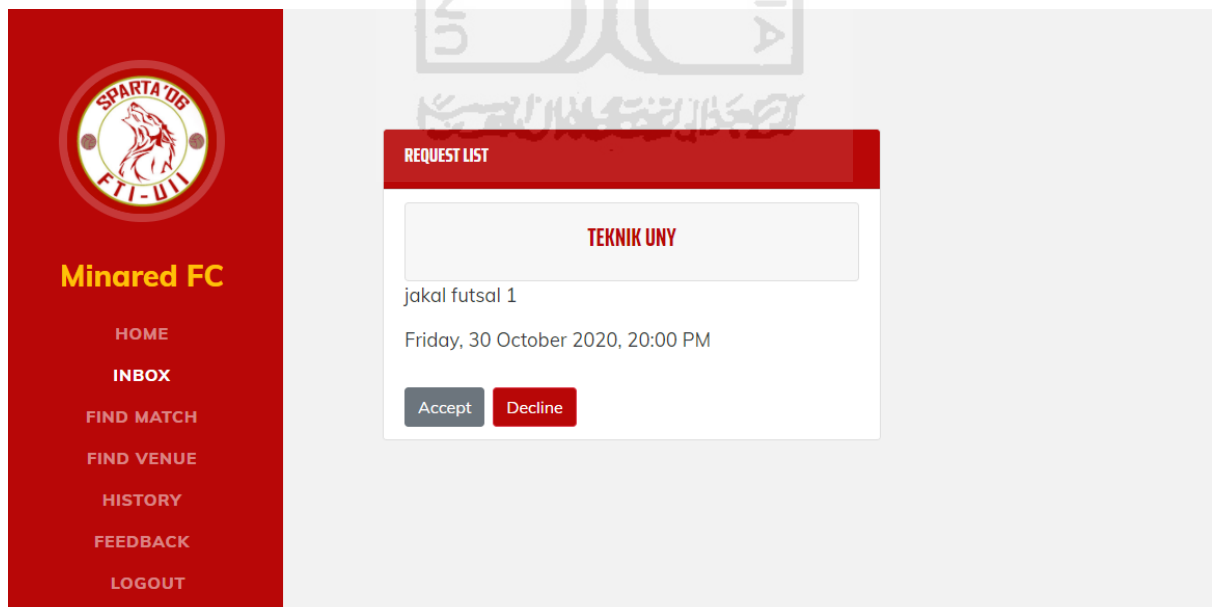 SPARTA'06
FTI-UII
Minared FC
HOME
INBOX
FIND MATCH
FIND VENUE
HISTORY
FEEDBACK
LOGOUT
REQUEST LIST
TEKNIK UNY
jakal futsal 1
Friday, 30 October 2020, 20:00 PM
Accept
Decline